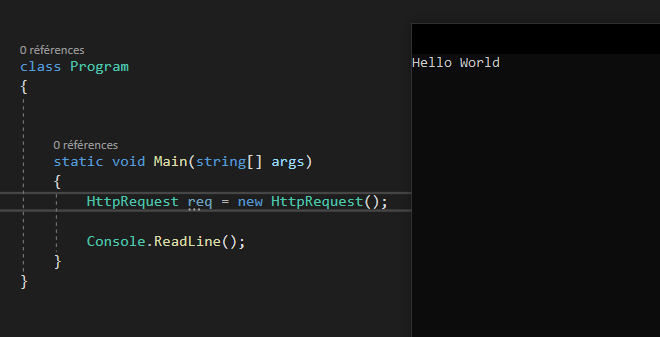 0 références
class Program
{
0 références
static void Main(string[] args)
{
HttpRequest req = new HttpRequest();
Console.ReadLine();
}
}
Hello World